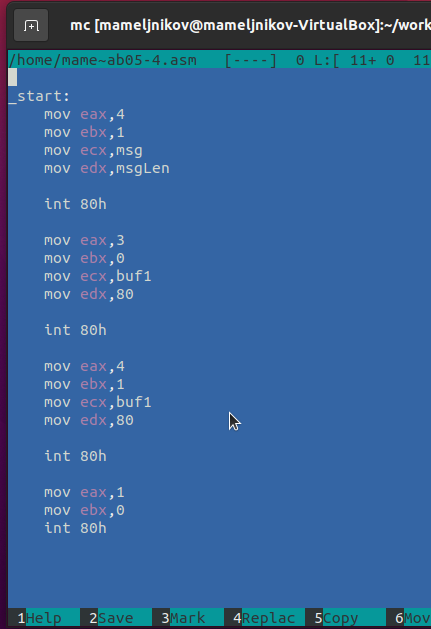 mc [mameljnikov@mameljnikov-VirtualBox]:~/work
/home/mame~ab05-4.asm   [----]  0 L:[ 11+ 0  11
_start:
    mov eax,4
    mov ebx,1
    mov ecx,msg
    mov edx,msgLen
    int 80h
    mov eax,3
    mov ebx,0
    mov ecx,buf1
    mov edx,80
    int 80h
    mov eax,4
    mov ebx,1
    mov ecx,buf1
    mov edx,80
    int 80h
    mov eax,1
    mov ebx,0
    int 80h
1Help  2Save  3Mark  4Replac  5Copy  6Mov